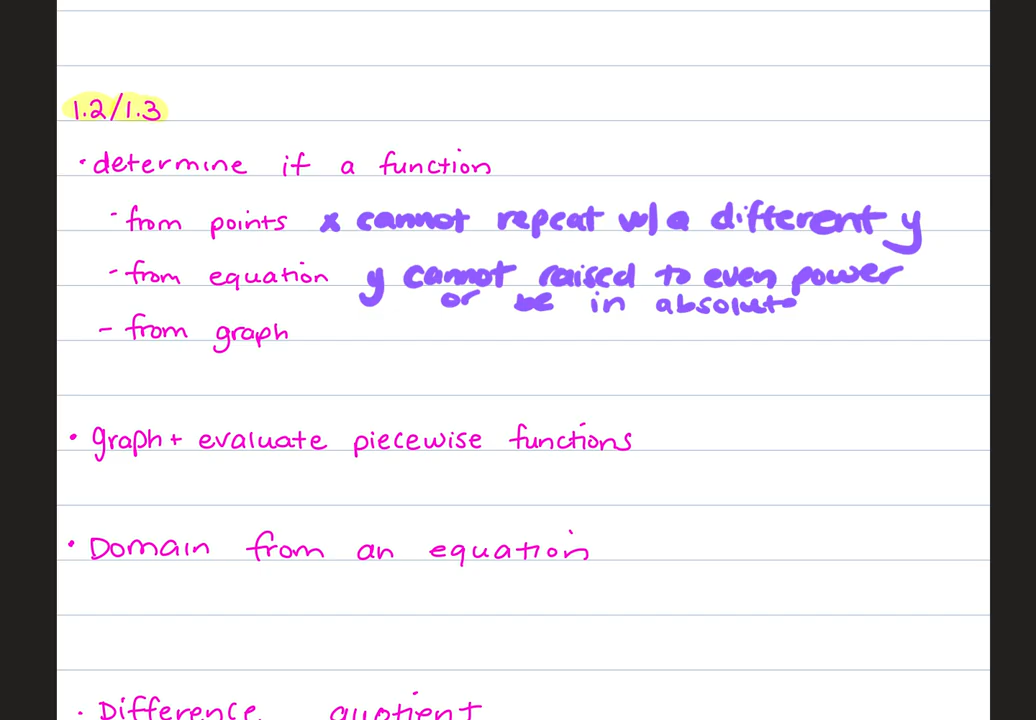 1.2/1.3
· determine if a function
- from points x cannot repeat w/ a different y
- from equation y cannot raised to even power
or be in absolute
- from graph
· graph + evaluate piecewise functions
· Domain from an equation
· Difference quotient